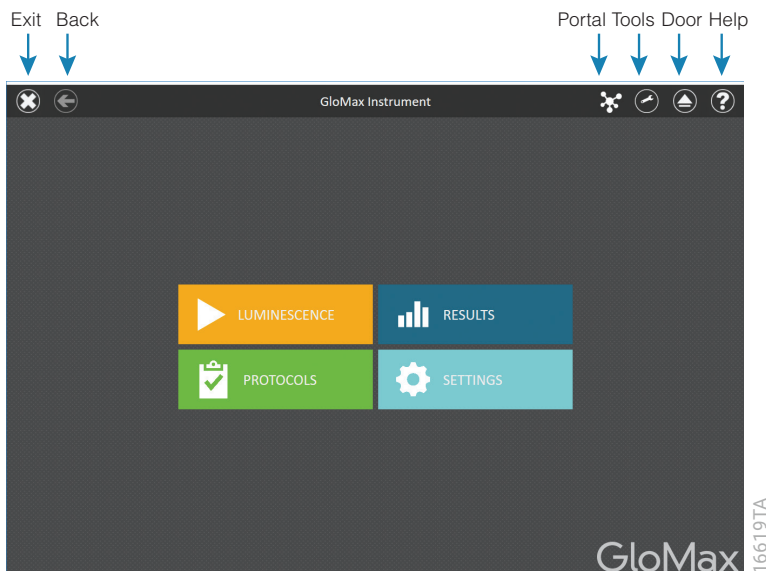 Exit Back Portal Tools Door Help
GloMax Instrument
LUMINESCENCE RESULTS
PROTOCOLS SETTINGS
GloMax
16619TA